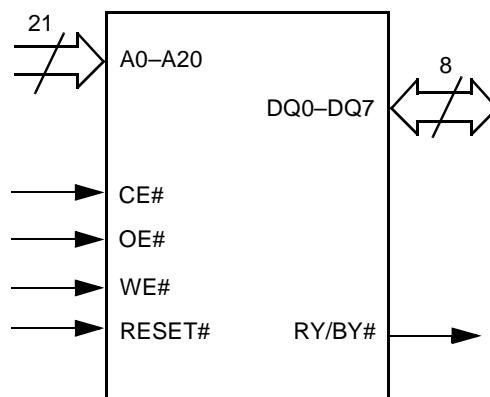 21
A0–A20
8
DQ0–DQ7
CE#
OE#
WE#
RESET#
RY/BY#